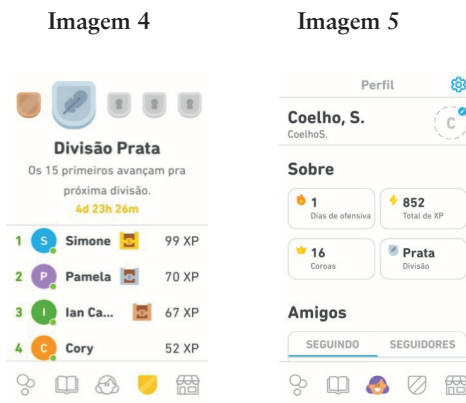 Imagem 4
Imagem 5
Divisão Prata
Os 15 primeiros avançam pra
próxima divisão.
4d 23h 26m
1 S Simone 99 XP
2 P Pamela 70 XP
3 I Ian Ca... 67 XP
4 C Cory 52 XP
Perfil
Coelho, S.
CoelhoS.
C
Sobre
1
Dias de ofensiva
852
Total de XP
16
Coroas
Prata
Divisão
Amigos
SEGUINDO SEGUIDORES